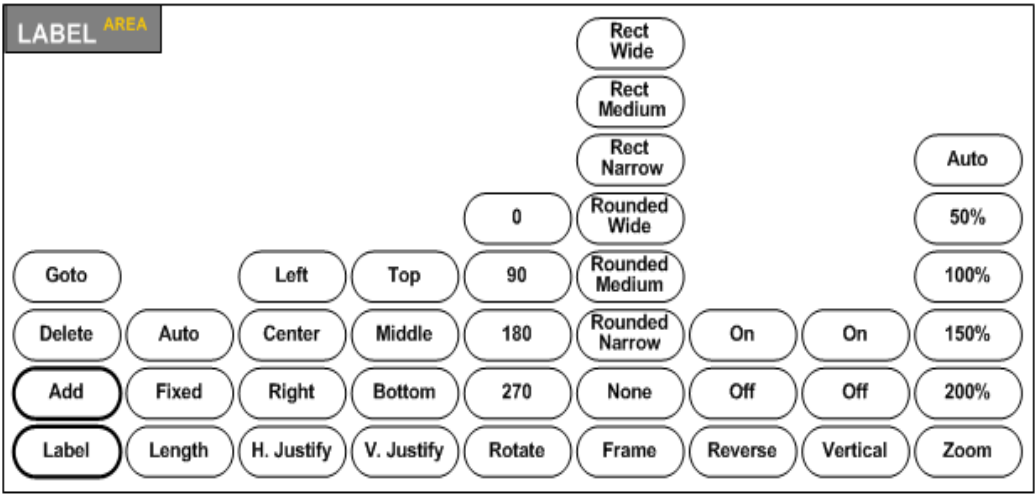 LABEL AREA
Rect
Wide
Rect
Medium
Rect
Narrow
Auto
0
Rounded
Wide
50%
Goto
Left
Top
90
Rounded
Medium
100%
Delete
Auto
Center
Middle
180
Rounded
Narrow
On
On
150%
Add
Fixed
Right
Bottom
270
None
Off
Off
200%
Label
Length
H. Justify
V. Justify
Rotate
Frame
Reverse
Vertical
Zoom